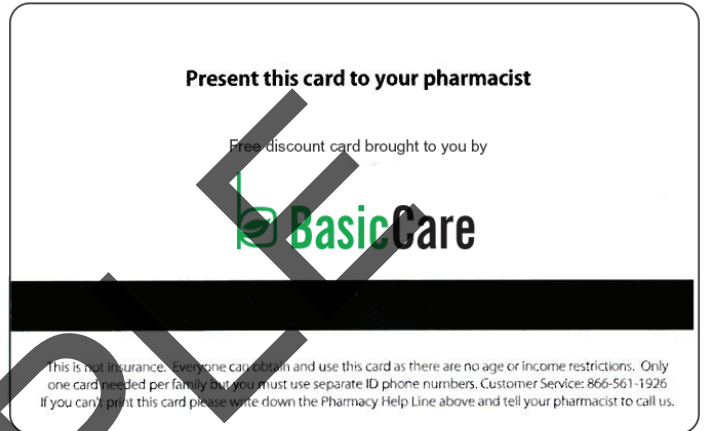 Present this card to your pharmacist
Free discount card brought to you by
BasicCare
This is not insurance. Everyone can obtain and use this card as there are no age or income restrictions. Only
one card needed per family but you must use separate ID phone numbers. Customer Service: 866-561-1926
If you can't print this card please write down the Pharmacy Help Line above and tell your pharmacist to call us.
PLE